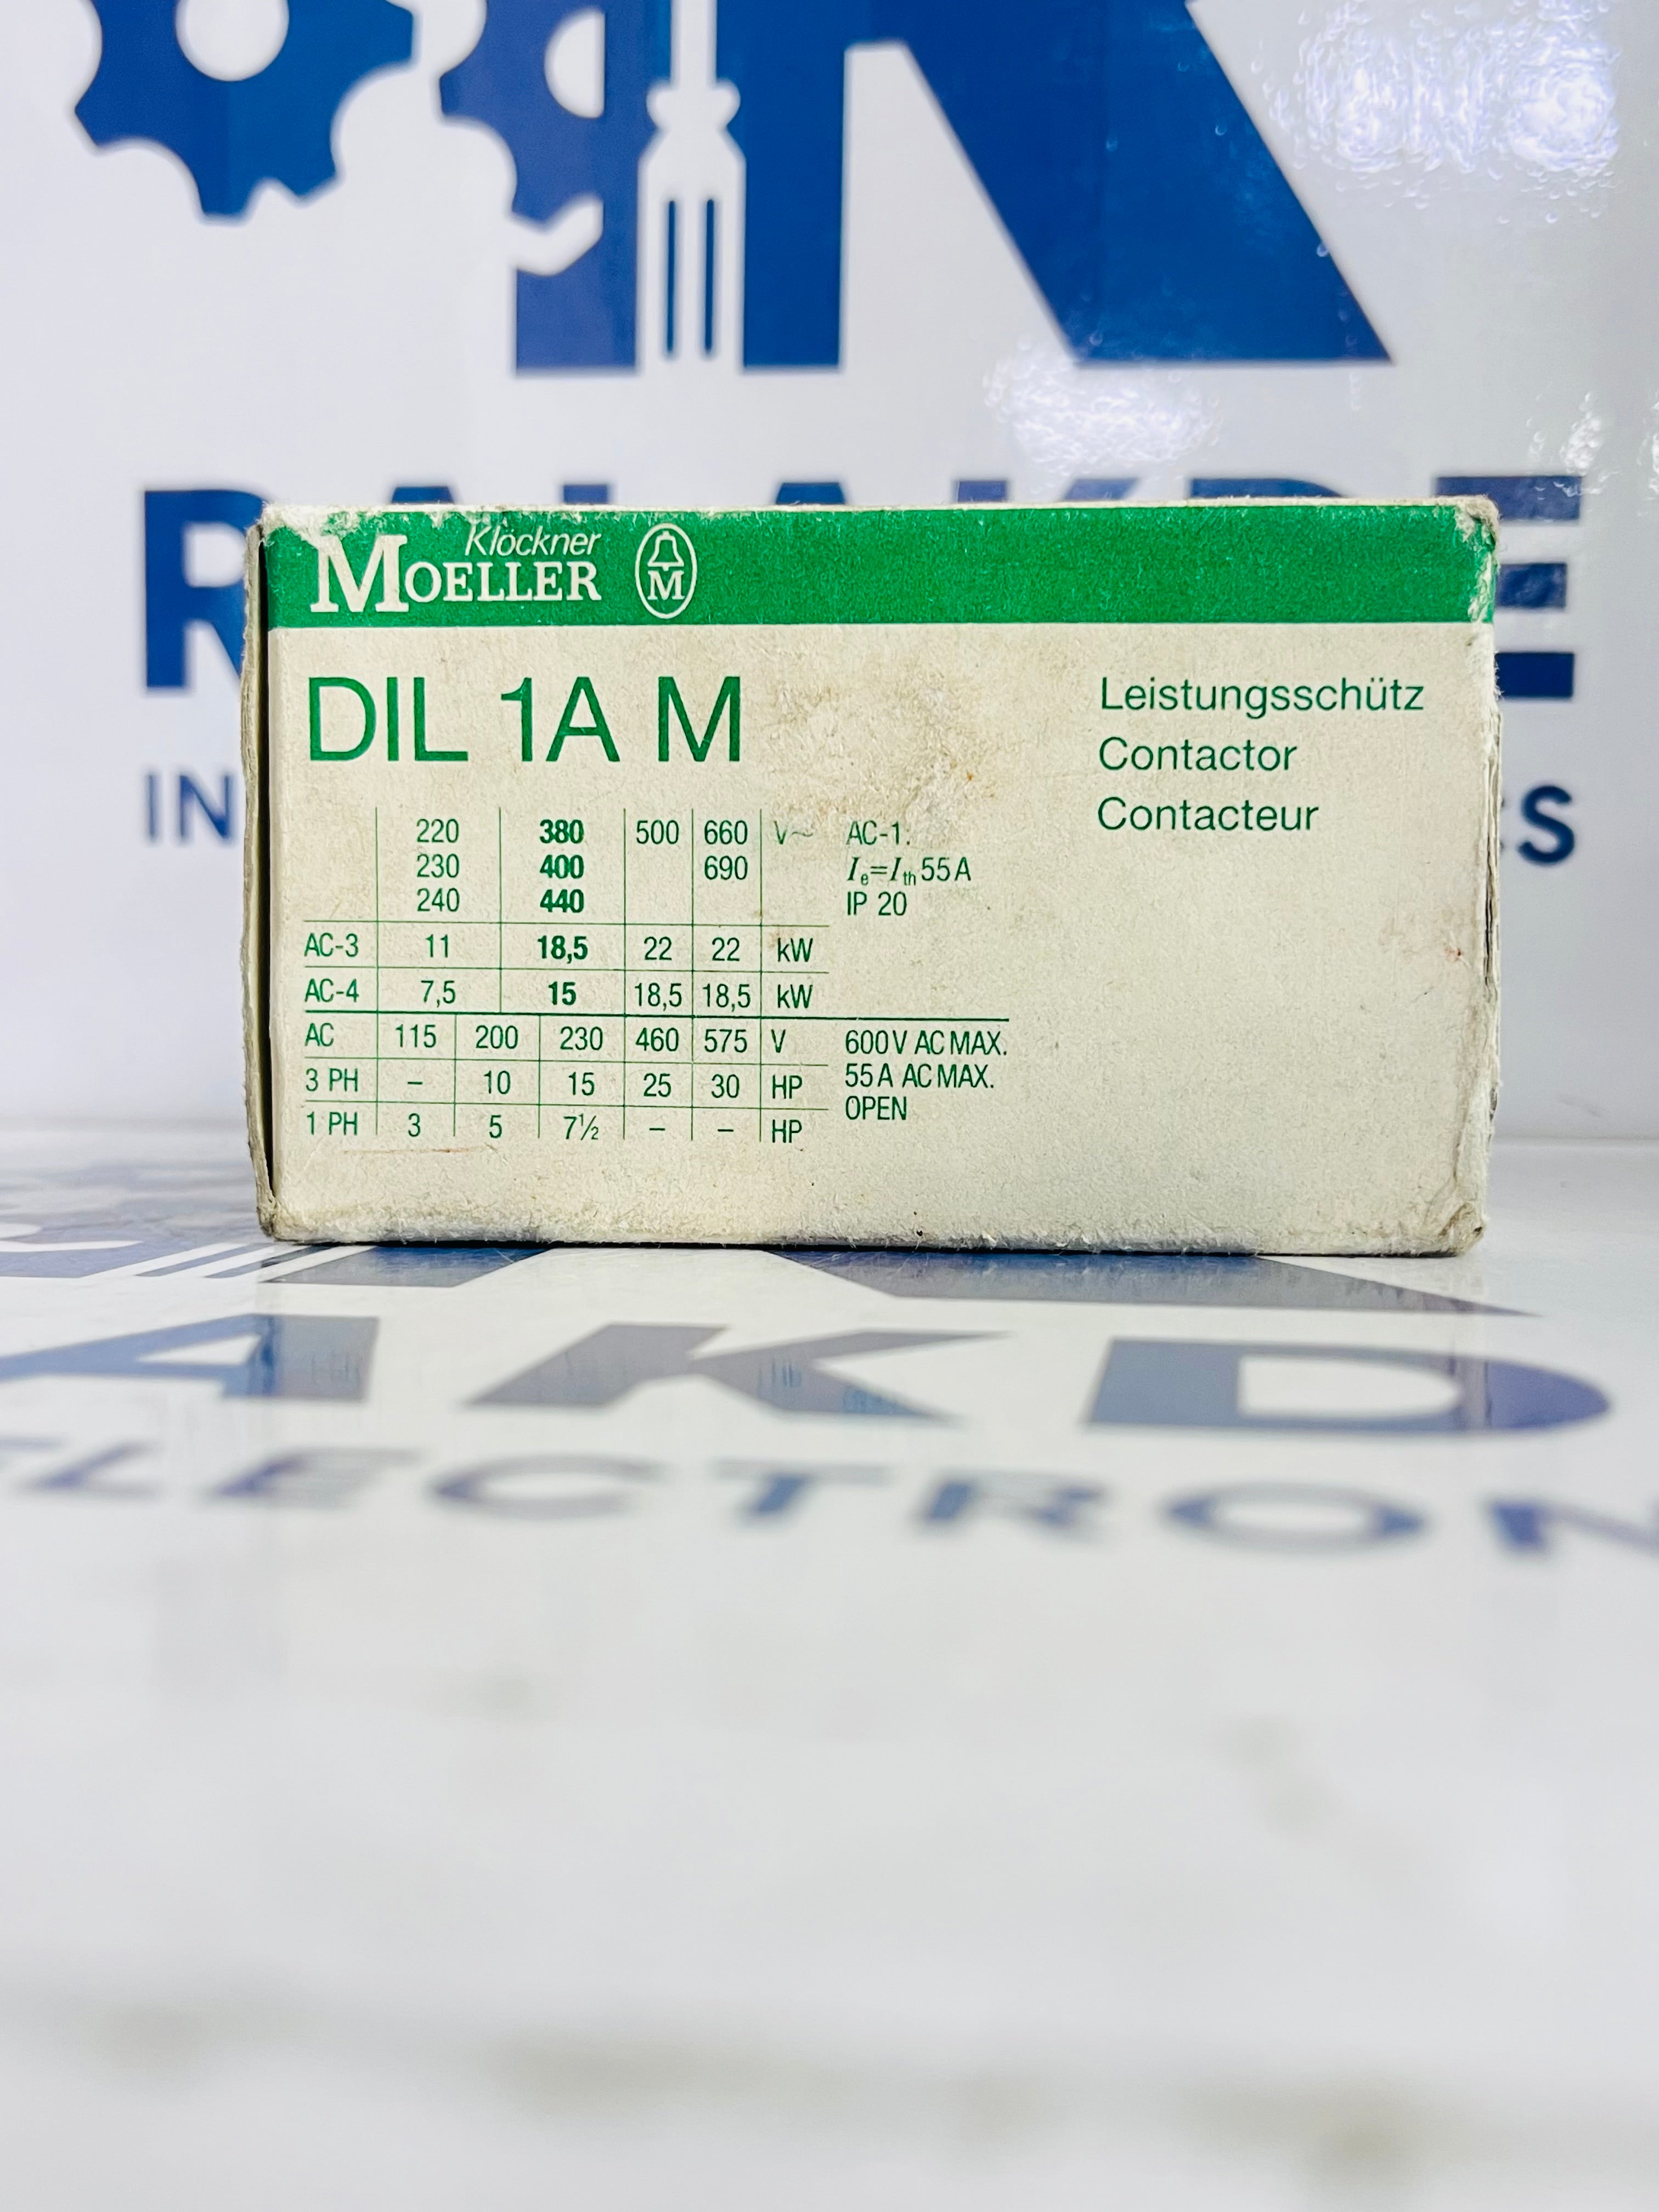 Klöckner
MOELLER
M
DIL 1A M
Leistungsschütz
Contactor
Contacteur
220 380 500 660 V~ AC-1.
230 400 690 Ie=Ith 55 A
240 440 IP 20
AC-3 11 18,5 22 22 kW
AC-4 7,5 15 18,5 18,5 kW
AC 115 200 230 460 575 V 600V AC MAX.
3 PH – 10 15 25 30 HP 55A AC MAX.
1 PH 3 5 7½ – – HP OPEN